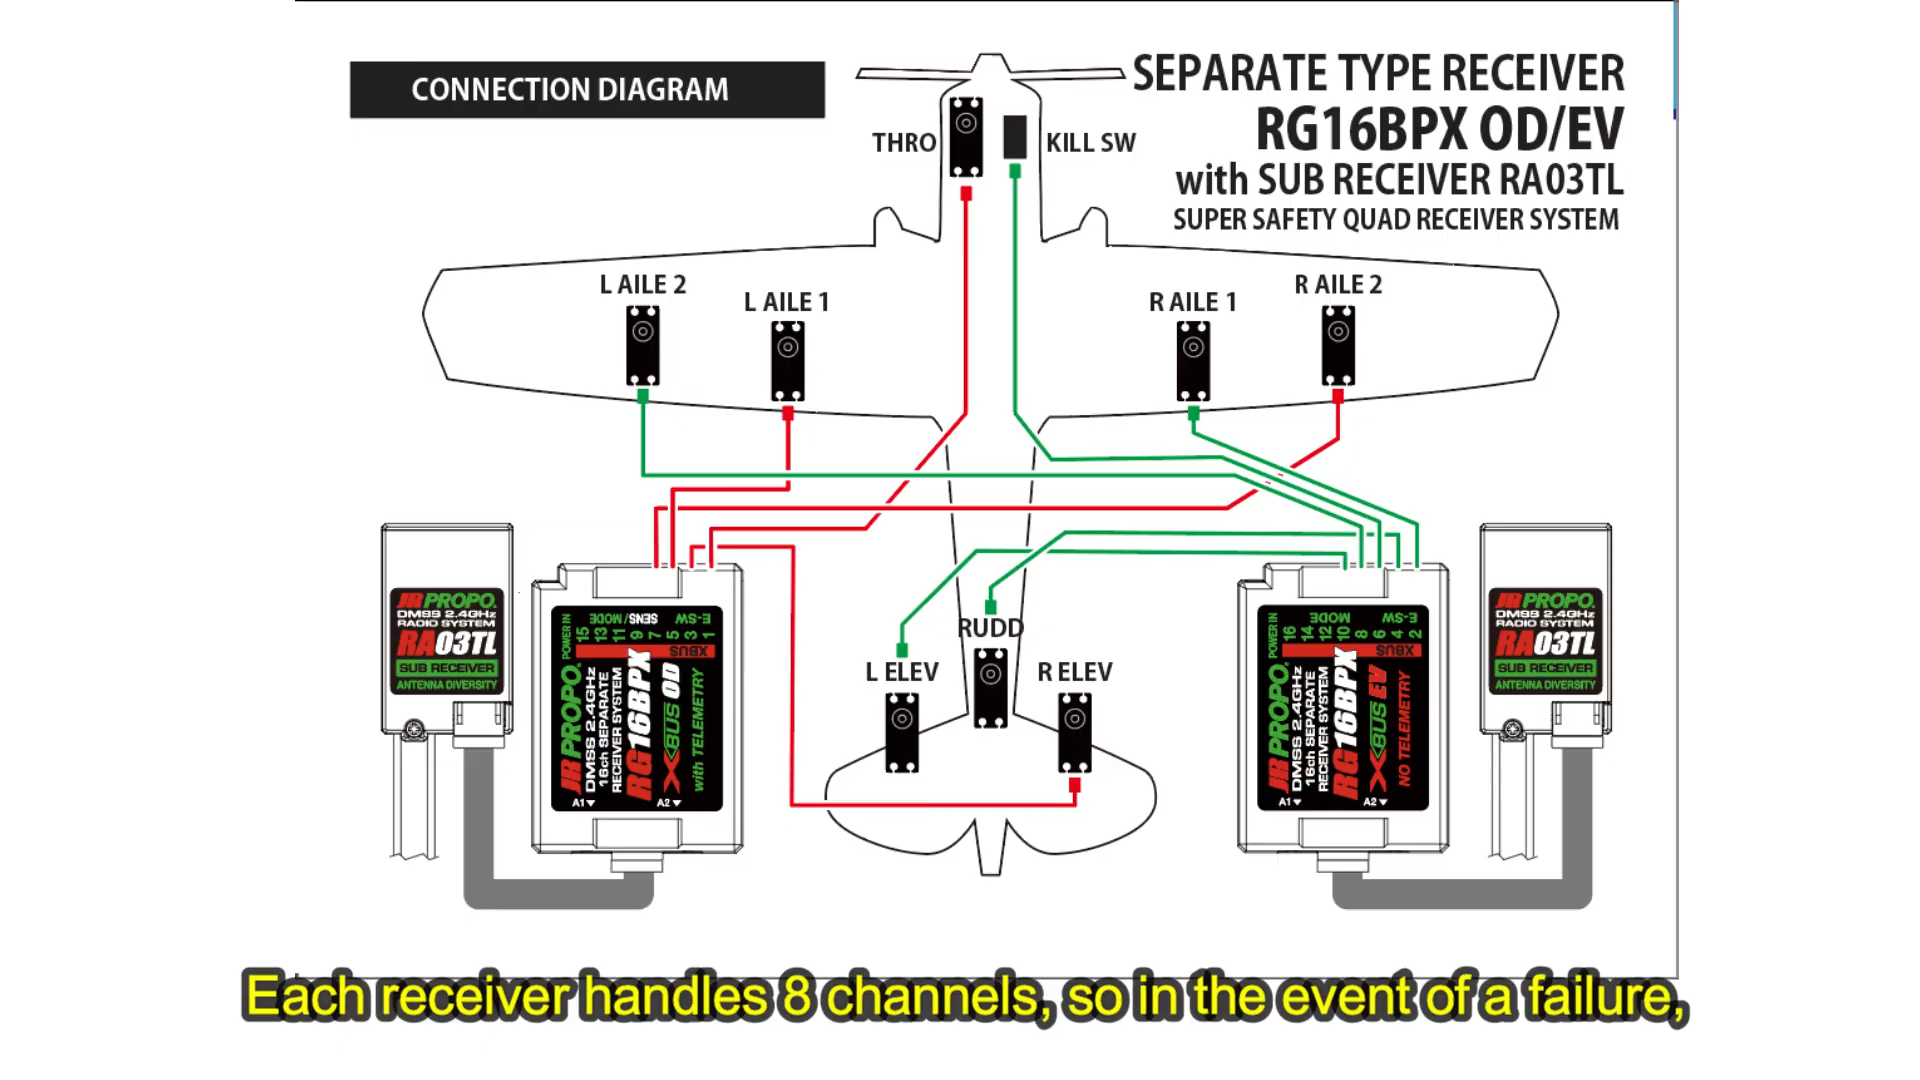 CONNECTION DIAGRAM
SEPARATE TYPE RECEIVER
RG16BPX OD/EV
with SUB RECEIVER RA03TL
SUPER SAFETY QUAD RECEIVER SYSTEM
THRO
KILL SW
L AILE 2
L AILE 1
R AILE 1
R AILE 2
RUDD
L ELEV
R ELEV
JR PROPO.
DMSS 2.4GHz
RADIO SYSTEM
RA03TL
SUB RECEIVER
ANTENNA DIVERSITY
POWER IN
15
13
11
9
7
5
3
1
MODE/SENS
E-SW
XBUS
JR PROPO.
DMSS 2.4GHz
16ch SEPARATE
RECEIVER SYSTEM
RG16BPX
XBUS OD
with TELEMETRY
A1▼
A2▼
POWER IN
16
14
12
10
8
6
4
2
MODE
E-SW
XBUS
JR PROPO.
DMSS 2.4GHz
16ch SEPARATE
RECEIVER SYSTEM
RG16BPX
XBUS EV
NO TELEMETRY
A1▼
A2▼
JR PROPO.
DMSS 2.4GHz
RADIO SYSTEM
RA03TL
SUB RECEIVER
ANTENNA DIVERSITY
Each receiver handles 8 channels, so in the event of a failure,